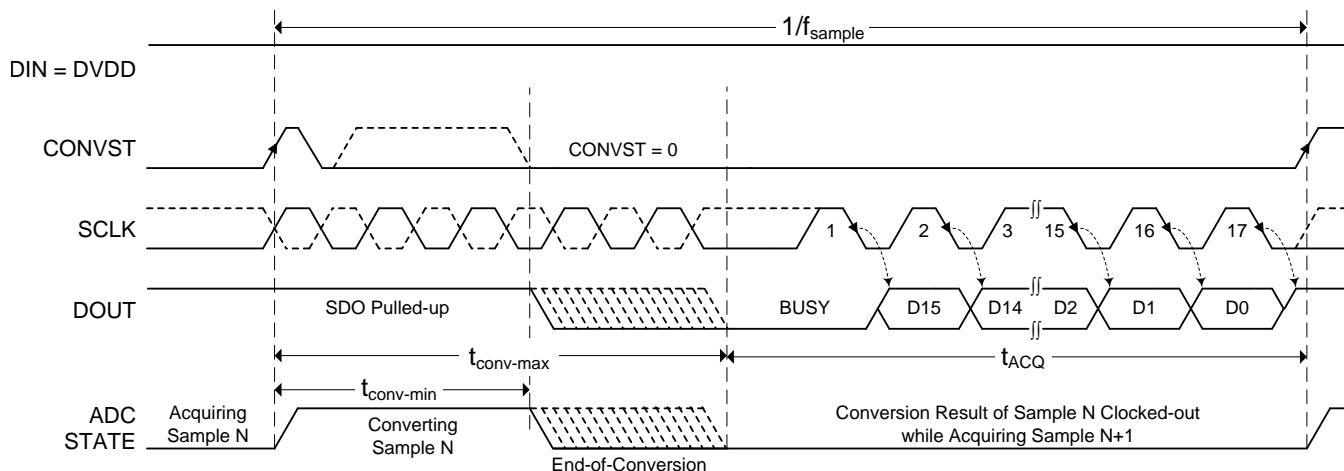 1/fsample
DIN = DVDD
CONVST
CONVST = 0
SCLK
1 2 3 15 16 17
DOUT
SDO Pulled-up
BUSY D15 D14 D2 D1 D0
tconv-max
tACQ
tconv-min
ADC
STATE
Acquiring
Sample N
Converting
Sample N
End-of-Conversion
Conversion Result of Sample N Clocked-out
while Acquiring Sample N+1